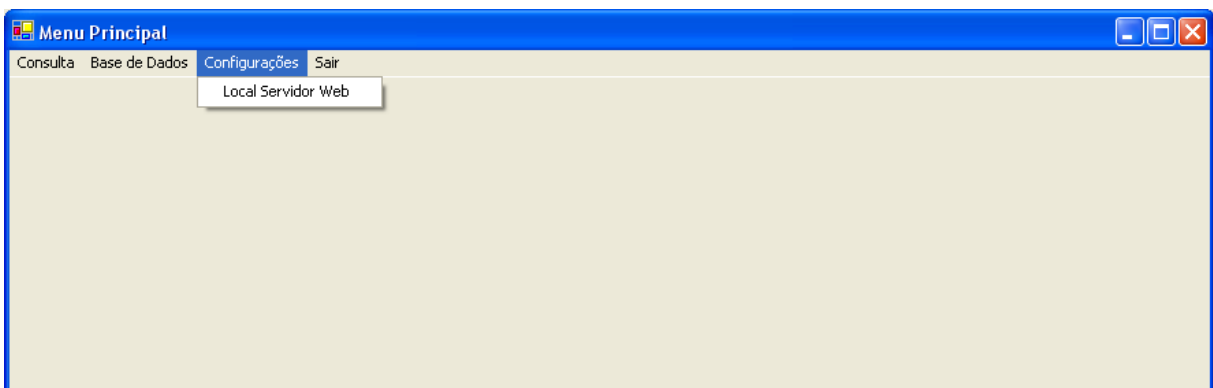 Menu Principal
Consulta Base de Dados Configurações Sair
Local Servidor Web